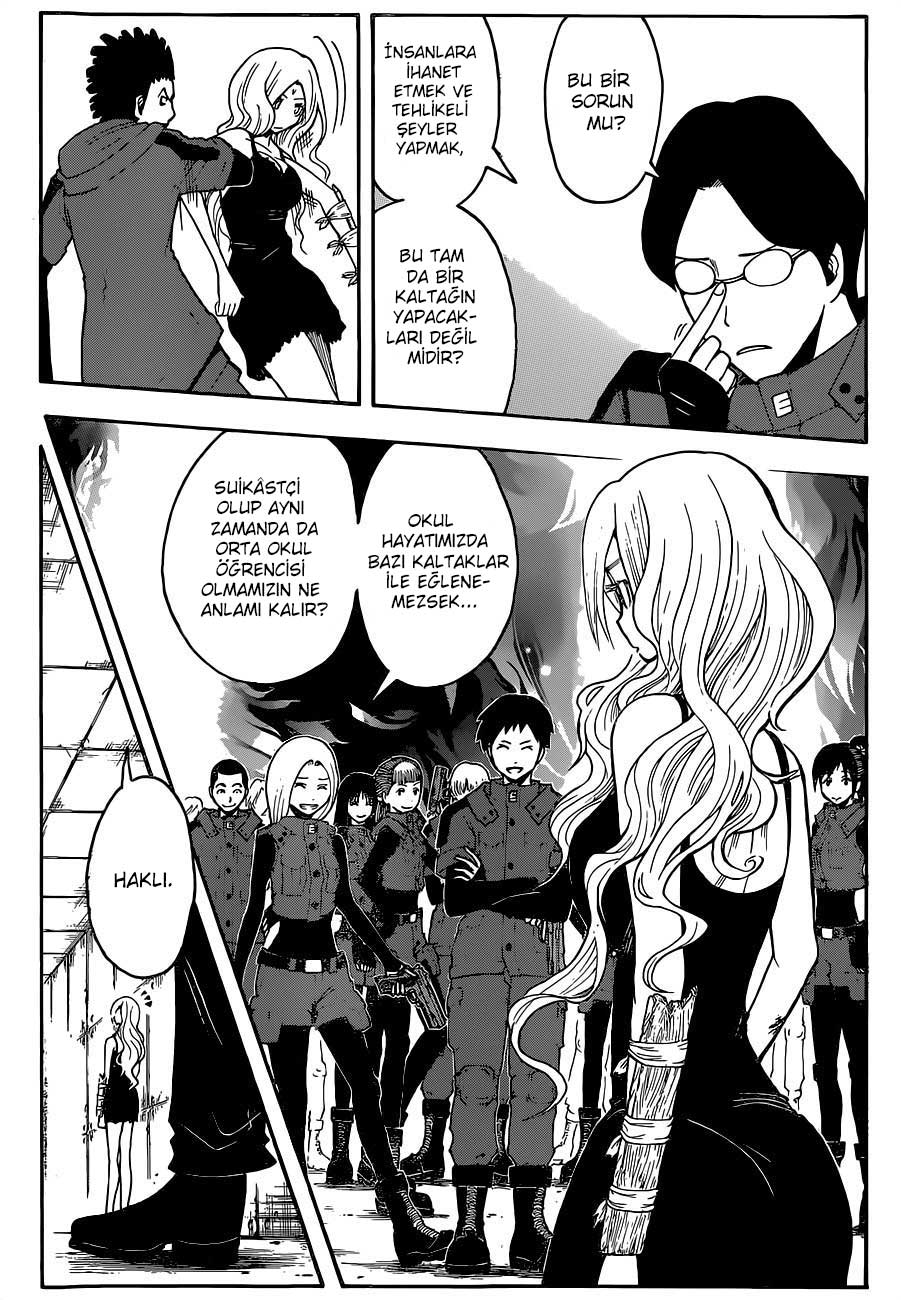 BU BİR
SORUN
MU?
İNSANLARA
İHANET
ETMEK VE
TEHLİKELİ
ŞEYLER
YAPMAK,
BU TAM
DA BİR
KALTAĞIN
YAPACAK-
LARI DEĞİL
MİDİR?
OKUL
HAYATIMIZDA
BAZI KALTAKLAR
İLE EĞLENE-
MEZSEK...
SUİKÂSTÇİ
OLUP AYNI
ZAMANDA DA
ORTA OKUL
ÖĞRENCİSİ
OLMAMIZIN NE
ANLAMI KALIR?
HAKLI.
E
E
E